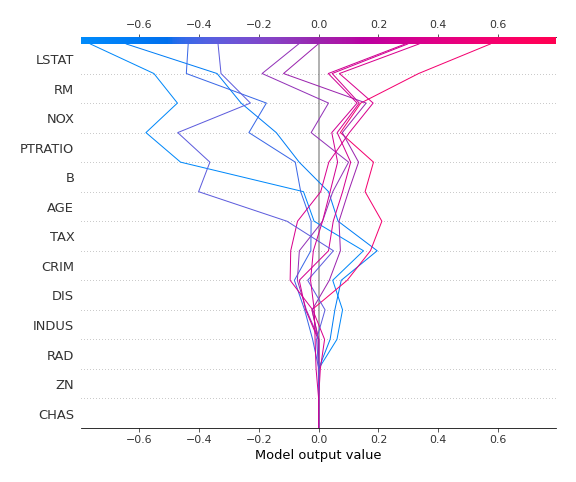 −0.6 −0.4 −0.2 0.0 0.2 0.4 0.6
LSTAT
RM
NOX
PTRATIO
B
AGE
TAX
CRIM
DIS
INDUS
RAD
ZN
CHAS
−0.6 −0.4 −0.2 0.0 0.2 0.4 0.6
Model output value